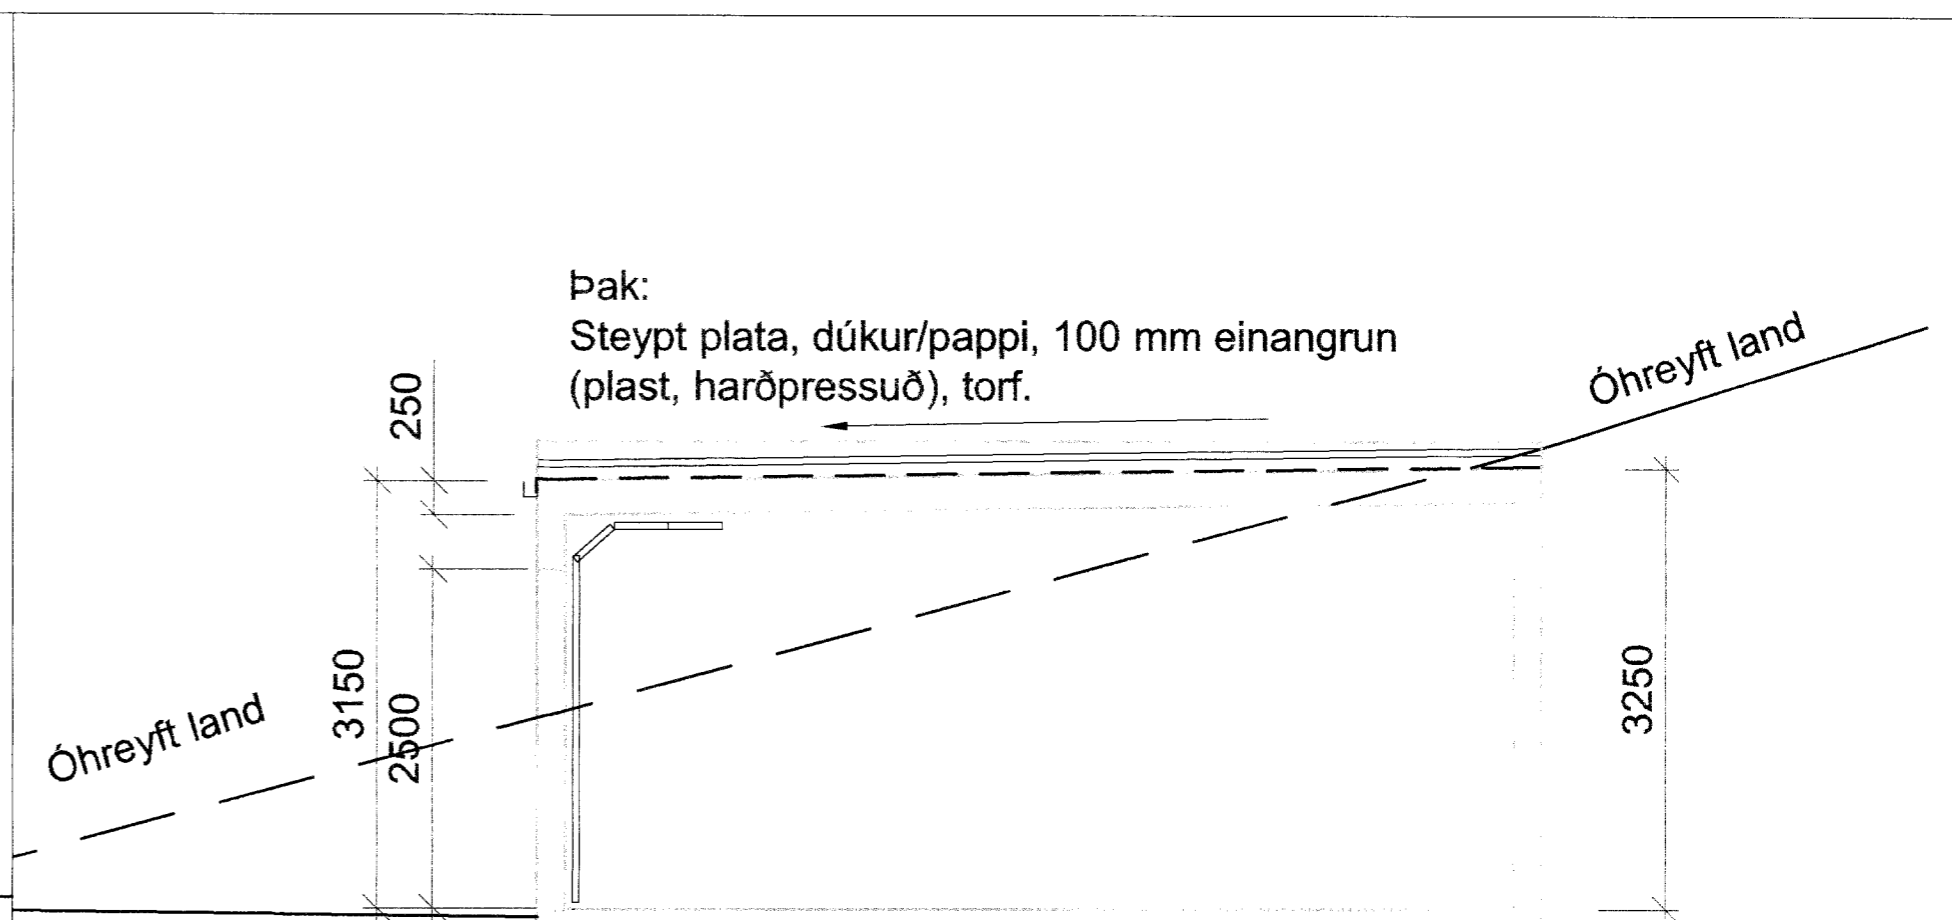 Þak:
Steypt plata, dúkur/pappi, 100 mm einangrun
(plast, harðpressuð), torf.
Óhreyft land
250
3150
2500
3250
Óhreyft land